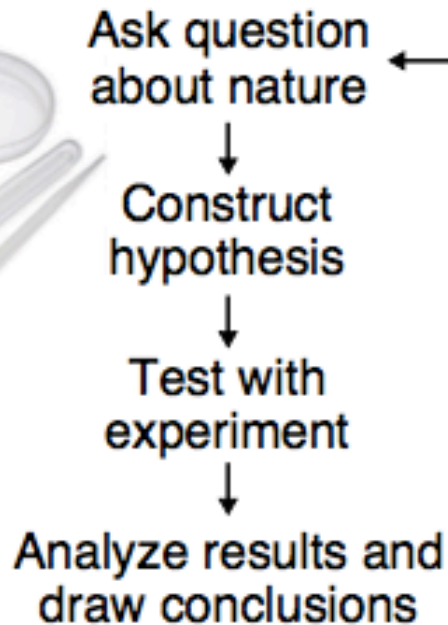 Ask question
about nature
Construct
hypothesis
Test with
experiment
Analyze results and
draw conclusions